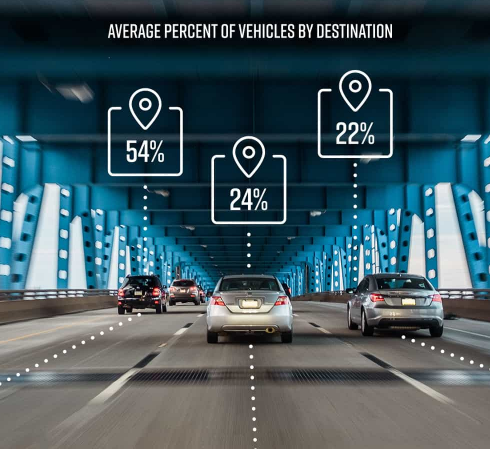 AVERAGE PERCENT OF VEHICLES BY DESTINATION
54%
24%
22%